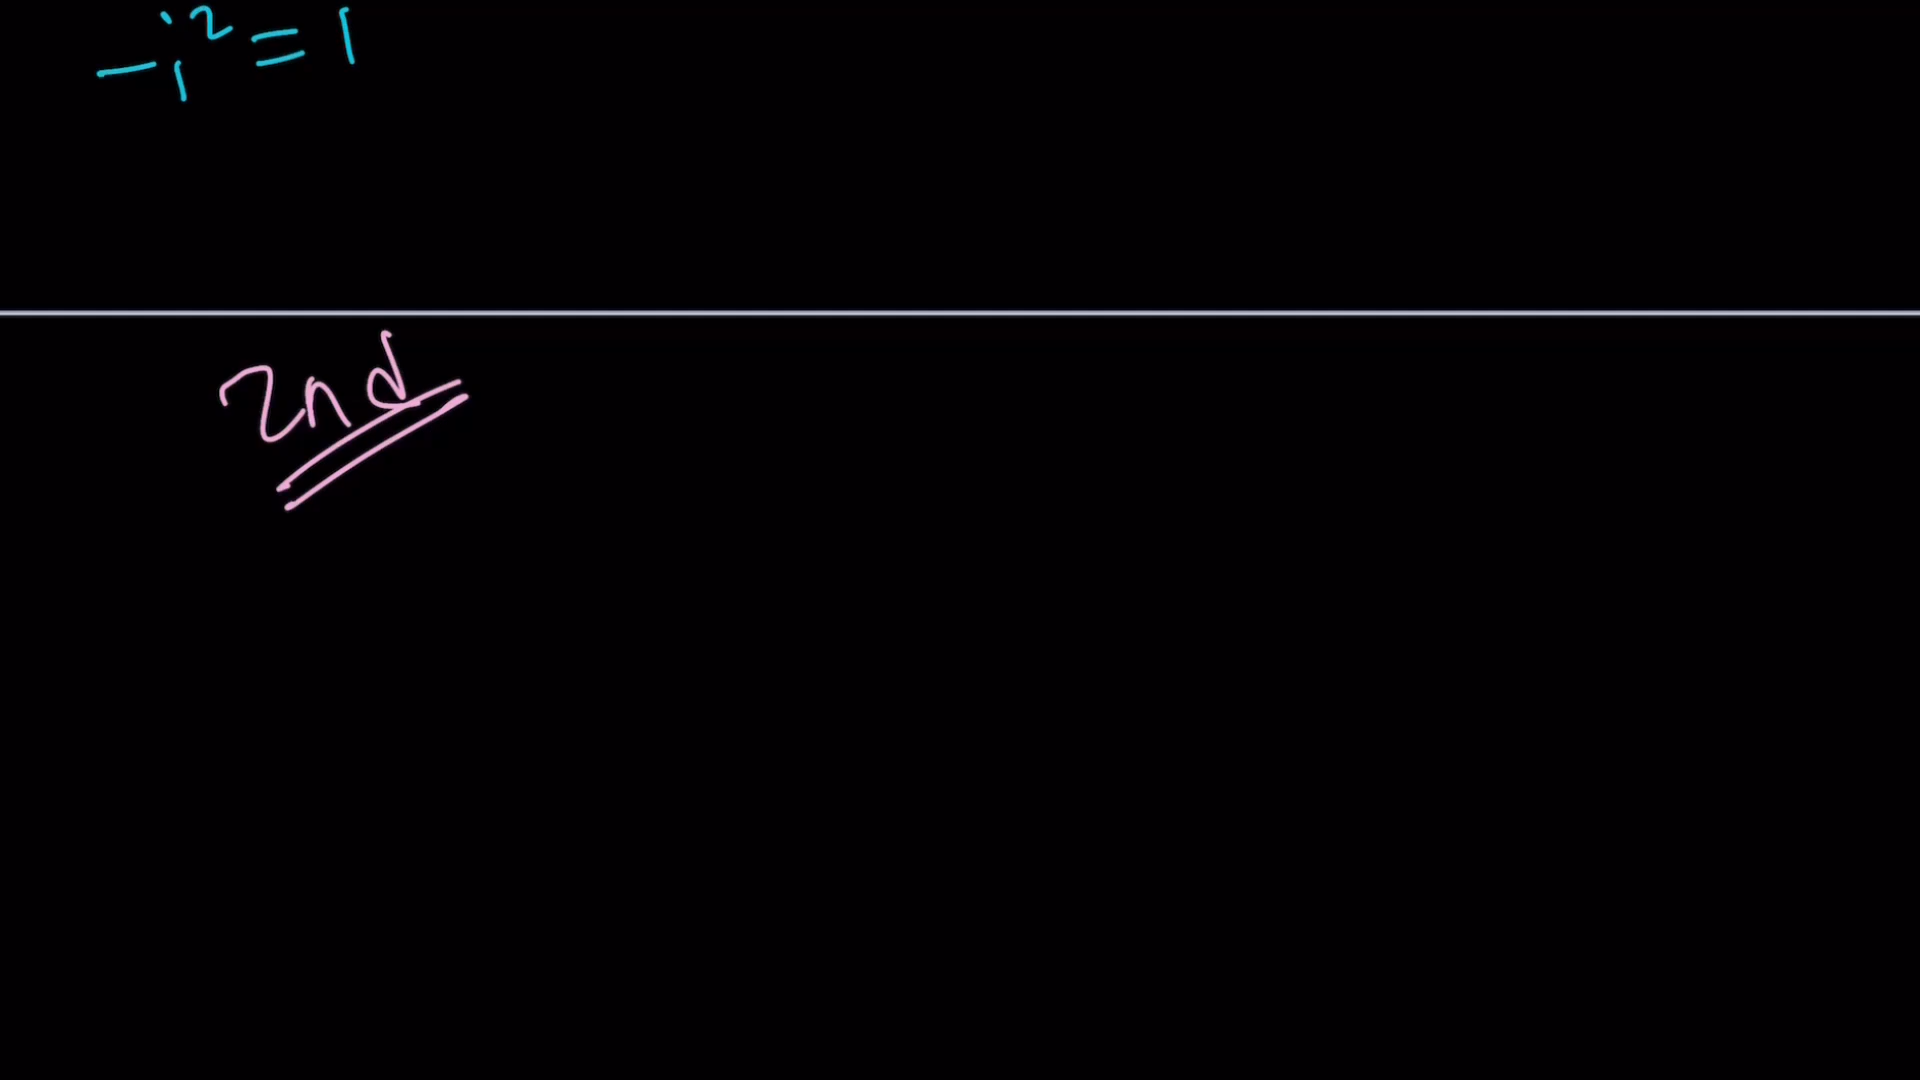 -i² = 1
2nd